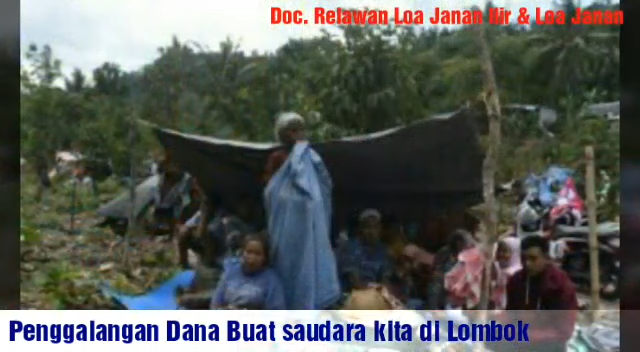 Doc. Relawan Loa Janan Ilir & Loa Janan
Penggalangan Dana Buat saudara kita di Lombok